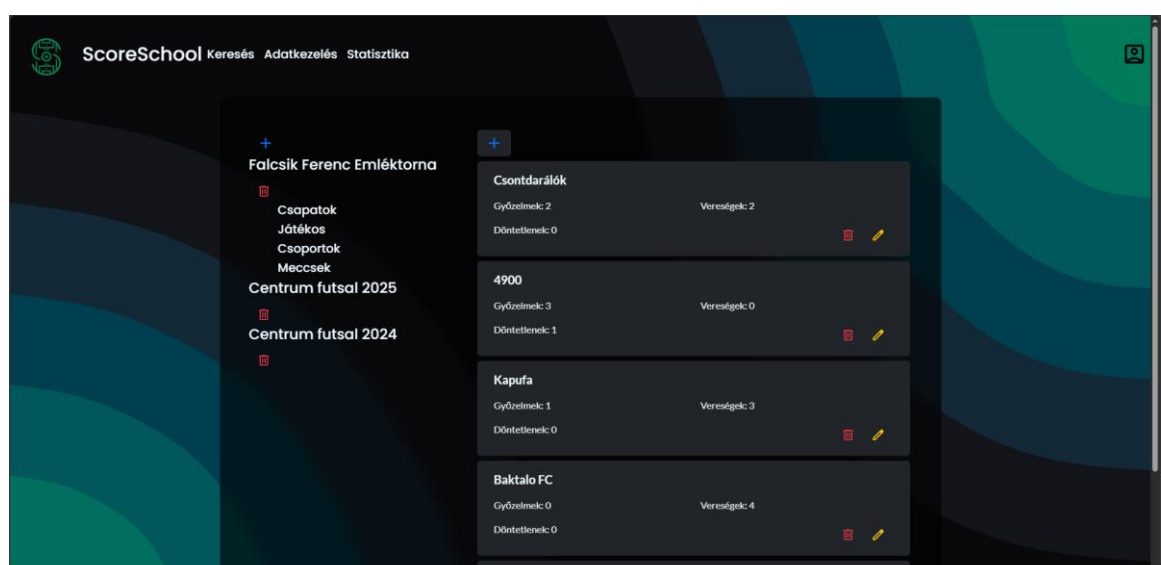 ScoreSchool Keresés Adatkezelés Statisztika
Falcsik Ferenc Emléktorna
Csapatok
Játékos
Csoportok
Meccsek
Centrum futsal 2025
Centrum futsal 2024
Csontdarálók
Győzelmek: 2 Vereségek: 2
Döntetlenek: 0
4900
Győzelmek: 3 Vereségek: 0
Döntetlenek: 1
Kapufa
Győzelmek: 1 Vereségek: 3
Döntetlenek: 0
Baktalo FC
Győzelmek: 0 Vereségek: 4
Döntetlenek: 0